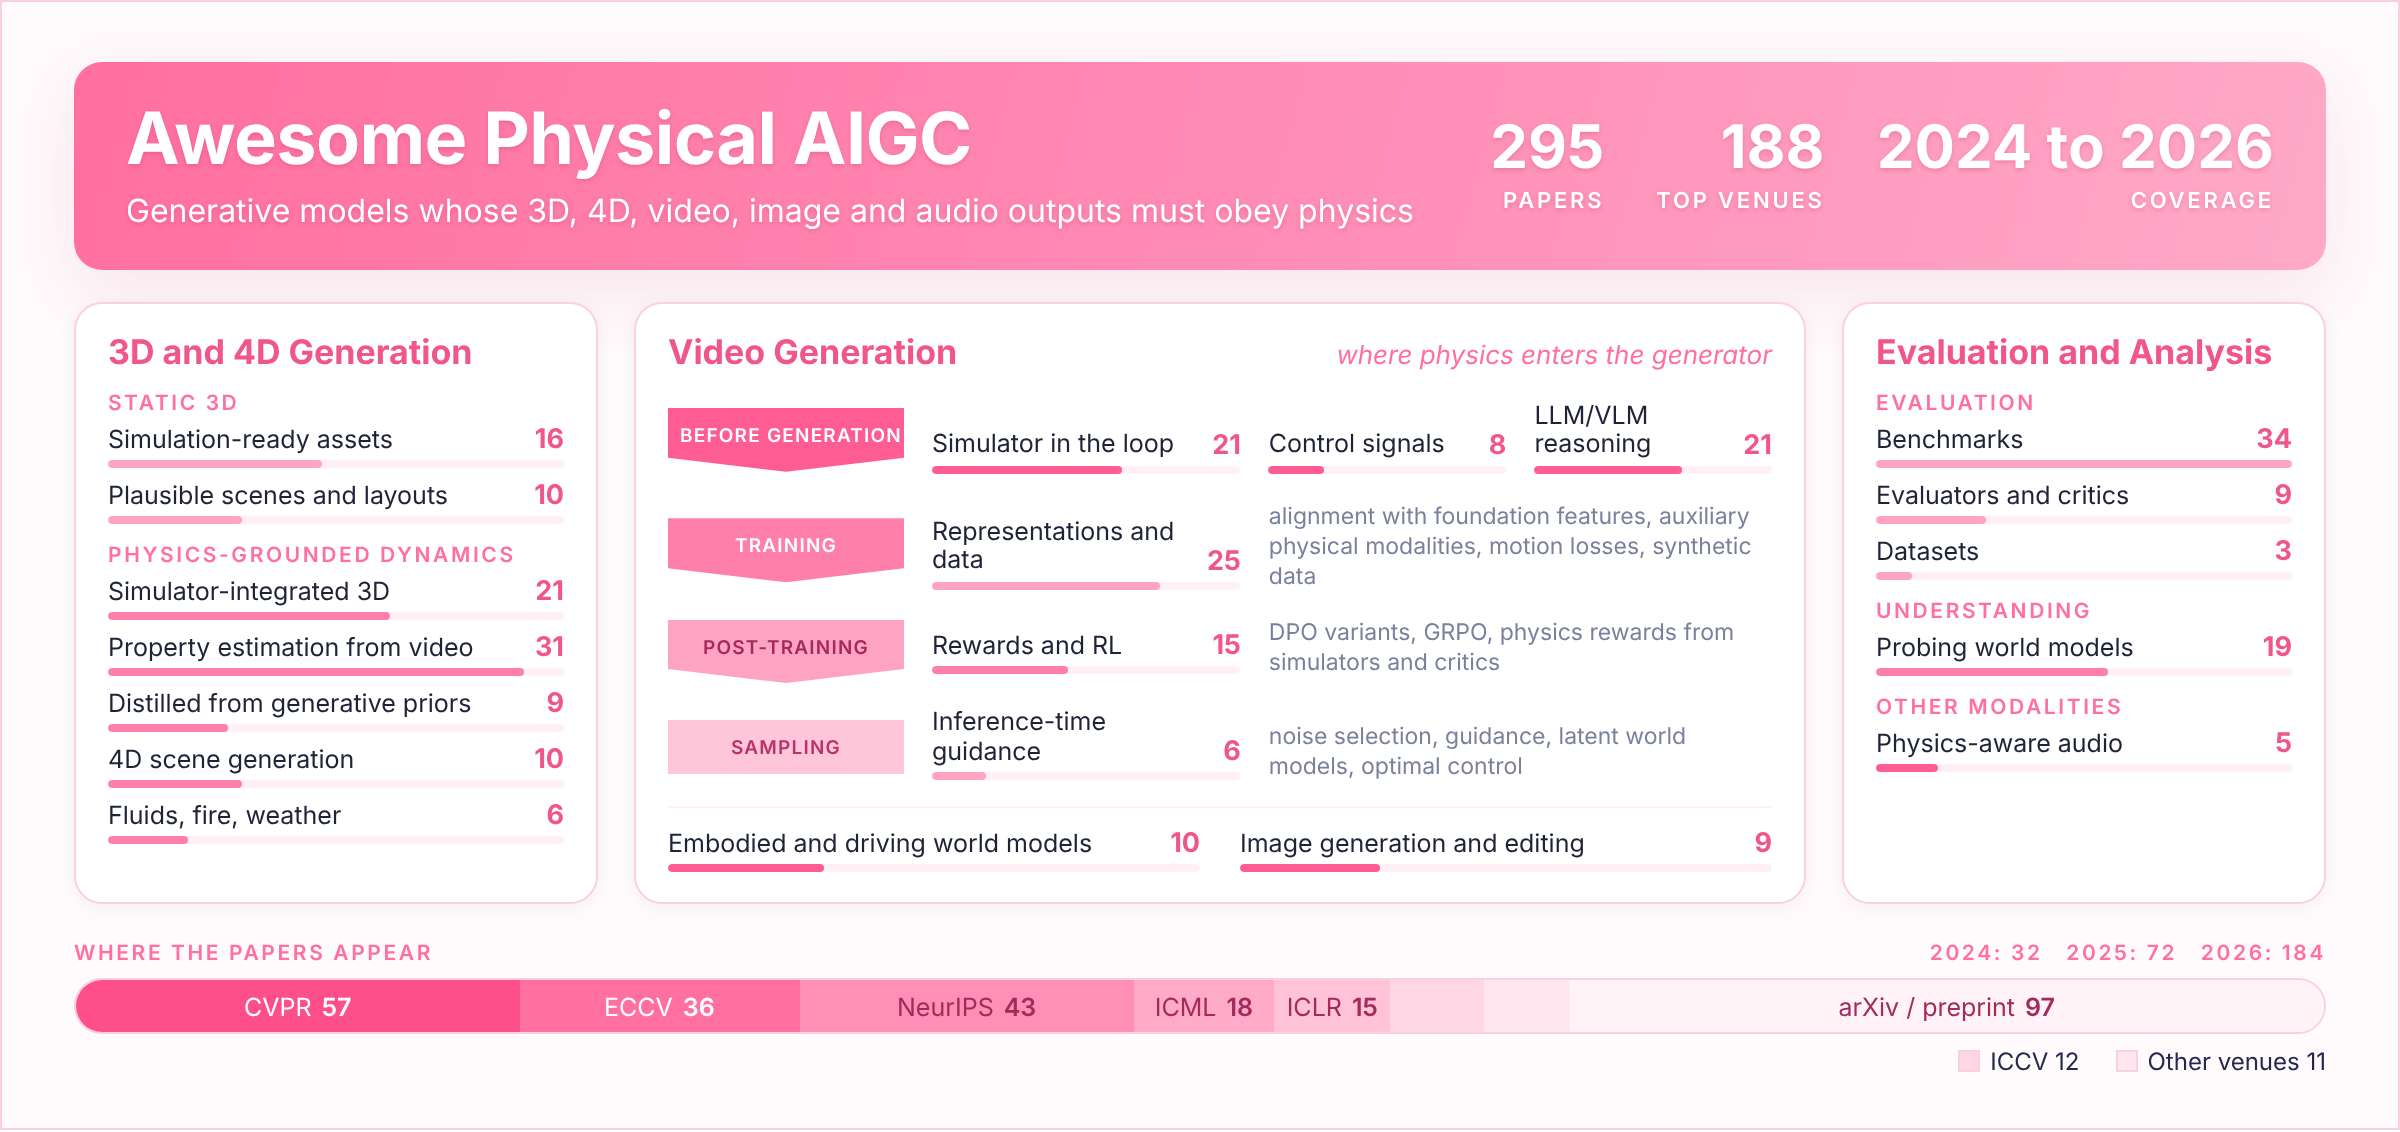 Awesome Physical AIGC
Generative models whose 3D, 4D, video, image and audio outputs must obey physics
295
PAPERS
188
TOP VENUES
2024 to 2026
COVERAGE
3D and 4D Generation
STATIC 3D
Simulation-ready assets 16
Plausible scenes and layouts 10
PHYSICS-GROUNDED DYNAMICS
Simulator-integrated 3D 21
Property estimation from video 31
Distilled from generative priors 9
4D scene generation 10
Fluids, fire, weather 6
Video Generation
where physics enters the generator
BEFORE GENERATION
Simulator in the loop 21
Control signals 8
LLM/VLM
reasoning 21
TRAINING
Representations and
data 25
alignment with foundation features, auxiliary
physical modalities, motion losses, synthetic
data
POST-TRAINING
Rewards and RL 15
DPO variants, GRPO, physics rewards from
simulators and critics
SAMPLING
Inference-time
guidance 6
noise selection, guidance, latent world
models, optimal control
Embodied and driving world models 10
Image generation and editing 9
Evaluation and Analysis
EVALUATION
Benchmarks 34
Evaluators and critics 9
Datasets 3
UNDERSTANDING
Probing world models 19
OTHER MODALITIES
Physics-aware audio 5
WHERE THE PAPERS APPEAR
2024: 32 2025: 72 2026: 184
CVPR 57
ECCV 36
NeurIPS 43
ICML 18
ICLR 15
arXiv / preprint 97
ICCV 12
Other venues 11